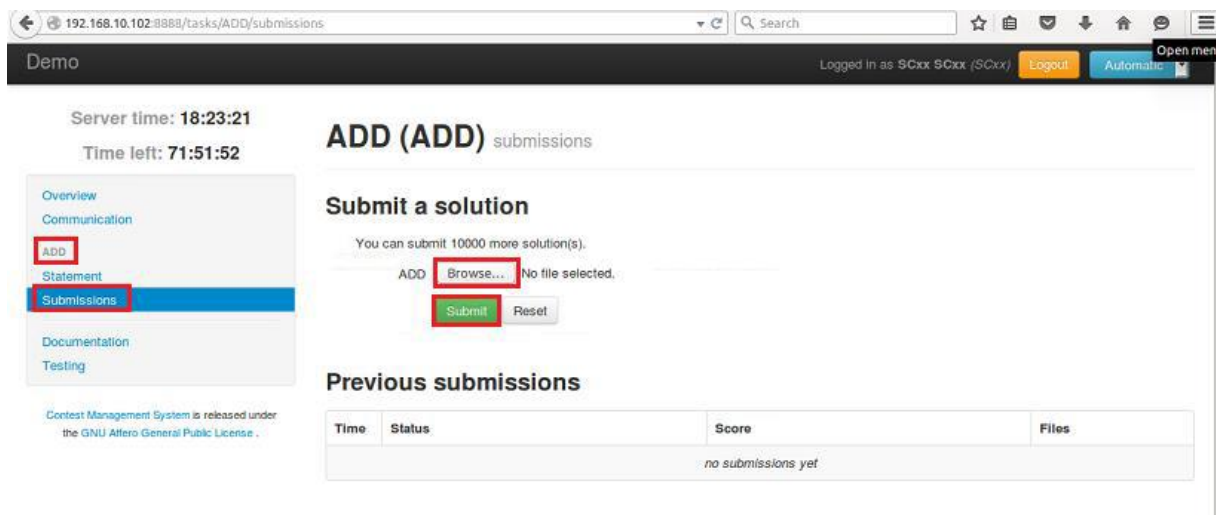 192.168.10.102:8888/tasks/ADD/submissions
Search
Open men
Demo
Logged in as SCxx SCxx (SCxx)
Logout
Automatic
Server time: 18:23:21
Time left: 71:51:52
Overview
Communication
ADD
Statement
Submissions
Documentation
Testing
Contest Management System is released under
the GNU Affero General Public License .
ADD (ADD) submissions
Submit a solution
You can submit 10000 more solution(s).
ADD Browse... No file selected.
Submit Reset
Previous submissions
Time Status Score Files
no submissions yet